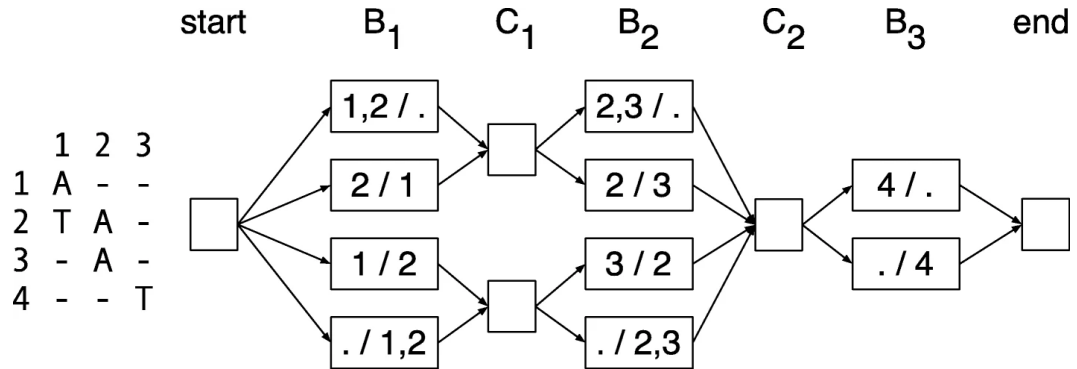 start B1 C1 B2 C2 B3 end
1,2 / . 2,3 / .
1 2 3
1 A - -
2 T A -
3 - A -
4 - - T
2 / 1 2 / 3 4 / .
1 / 2 3 / 2 . / 4
. / 1,2 . / 2,3